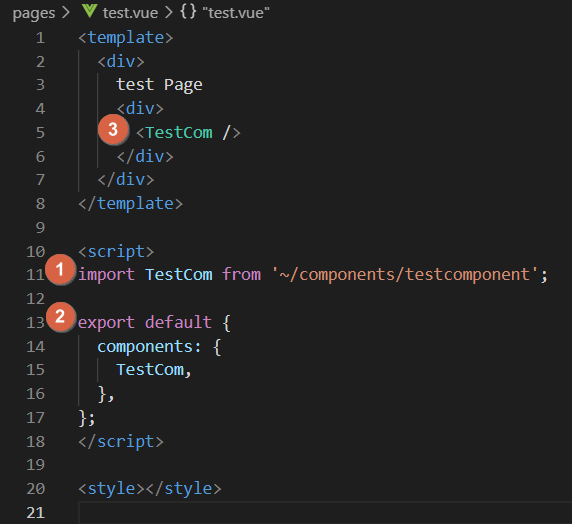 pages > test.vue > {} "test.vue"
1 <template>
2   <div>
3     test Page
4     <div>
5 3 <TestCom />
6     </div>
7   </div>
8 </template>
9
10 <script>
11 1 import TestCom from '~/components/testcomponent';
12
13 2 export default {
14   components: {
15     TestCom,
16   },
17 };
18 </script>
19
20 <style></style>
21